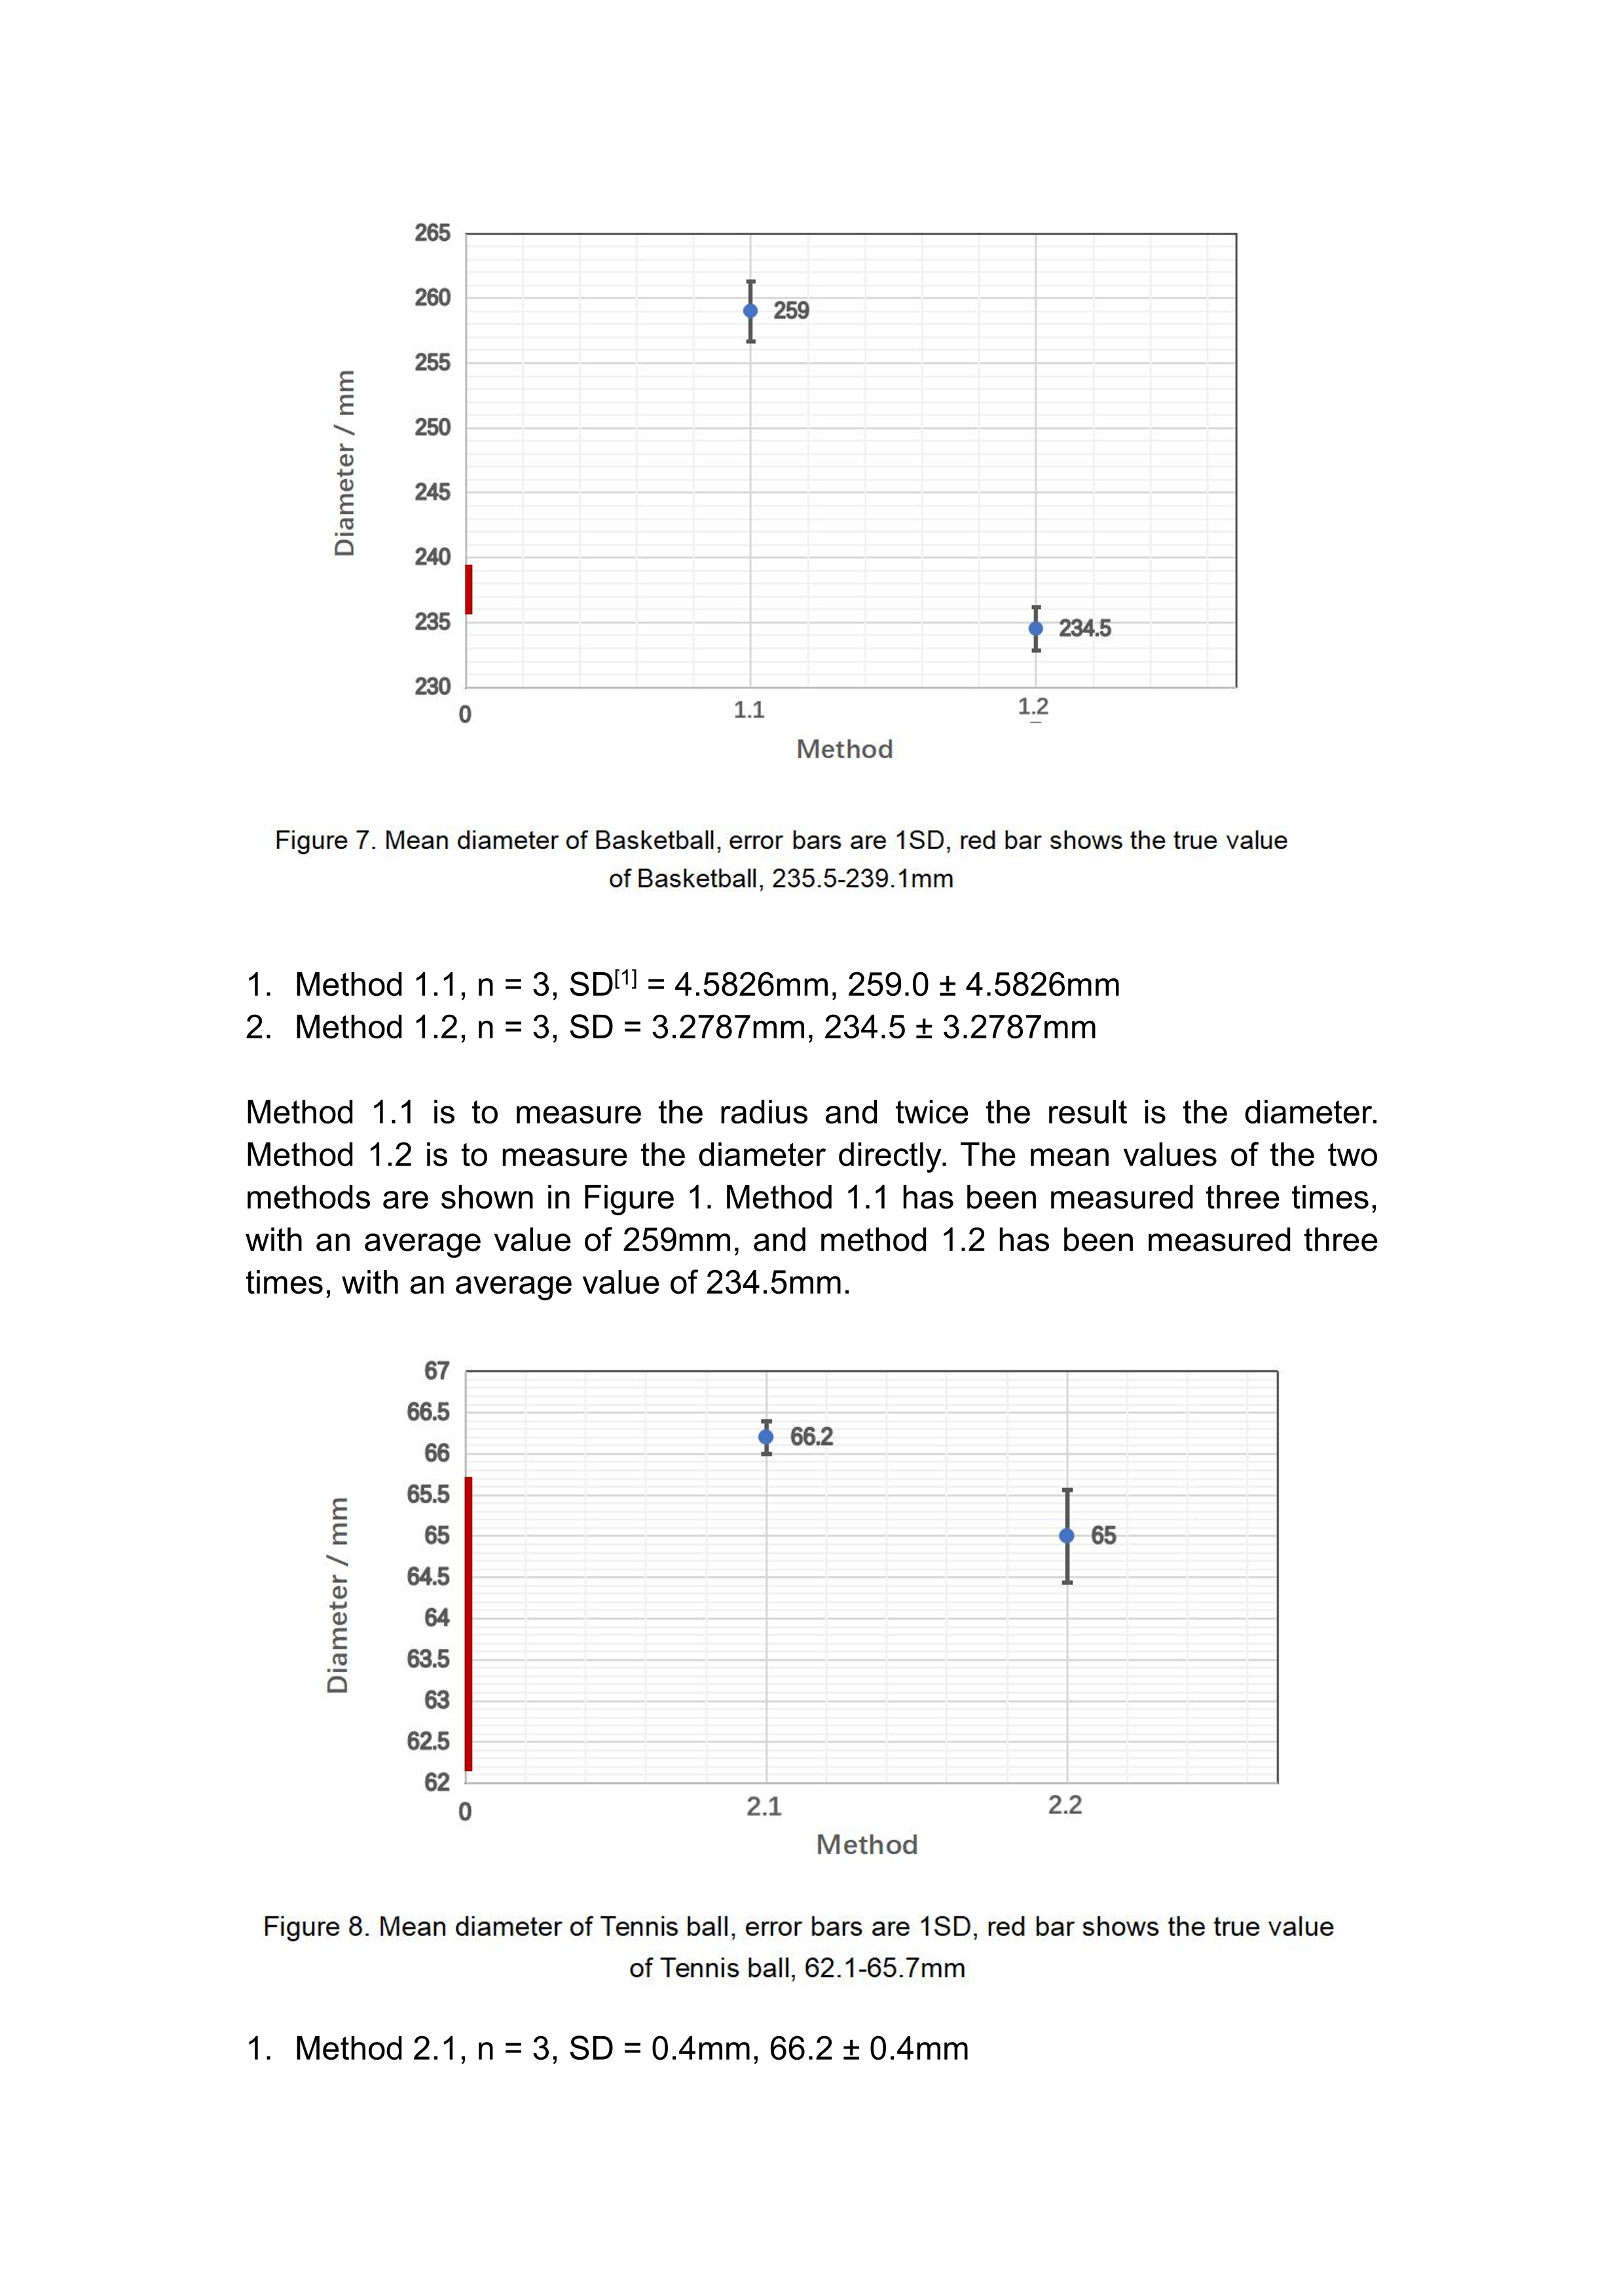 265
260
259
255
250
245
240
235
234.5
230
0
1.1
1.2
Diameter / mm
Method
Figure 7. Mean diameter of Basketball, error bars are 1SD, red bar shows the true value
of Basketball, 235.5-239.1mm
1. Method 1.1, n = 3, SD[1] = 4.5826mm, 259.0 ± 4.5826mm
2. Method 1.2, n = 3, SD = 3.2787mm, 234.5 ± 3.2787mm
Method 1.1 is to measure the radius and twice the result is the diameter.
Method 1.2 is to measure the diameter directly. The mean values of the two
methods are shown in Figure 1. Method 1.1 has been measured three times,
with an average value of 259mm, and method 1.2 has been measured three
times, with an average value of 234.5mm.
67
66.5
66.2
66
65.5
65
65
64.5
64
63.5
63
62.5
62
0
2.1
2.2
Diameter / mm
Method
Figure 8. Mean diameter of Tennis ball, error bars are 1SD, red bar shows the true value
of Tennis ball, 62.1-65.7mm
1. Method 2.1, n = 3, SD = 0.4mm, 66.2 ± 0.4mm